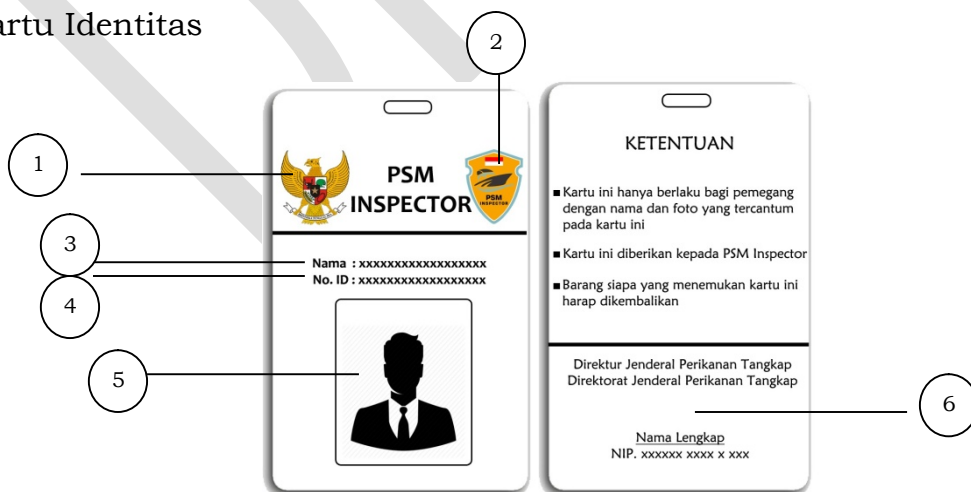 artu Identitas
2
1
3
4
5
6
PSM
INSPECTOR
PSM
INSPECTOR
Nama : xxxxxxxxxxxxxxxxxx
No. ID : xxxxxxxxxxxxxxxxxx
KETENTUAN
Kartu ini hanya berlaku bagi pemegang
dengan nama dan foto yang tercantum
pada kartu ini
Kartu ini diberikan kepada PSM Inspector
Barang siapa yang menemukan kartu ini
harap dikembalikan
Direktur Jenderal Perikanan Tangkap
Direktorat Jenderal Perikanan Tangkap
Nama Lengkap
NIP. xxxxxx xxxx x xxx